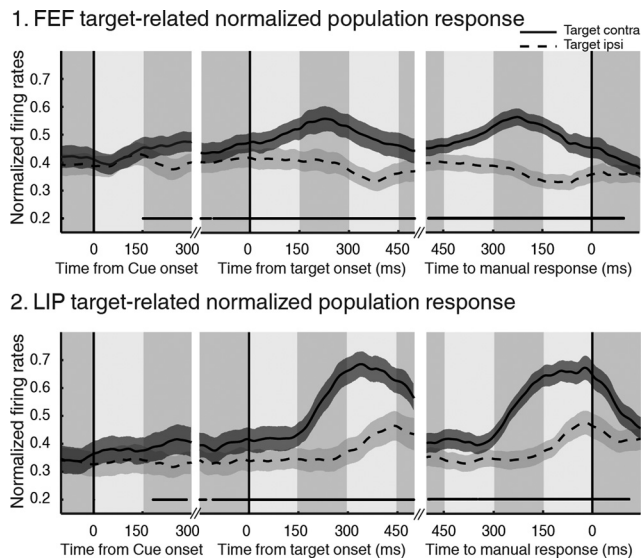 1. FEF target-related normalized population response
Target contra
Target ipsi
Normalized firing rates
0.7
0.6
0.5
0.4
0.3
0.2
0 150 300
0 150 300 450
450 300 150 0
Time from Cue onset
Time from target onset (ms)
Time to manual response (ms)
2. LIP target-related normalized population response
Normalized firing rates
0.7
0.6
0.5
0.4
0.3
0.2
0 150 300
0 150 300 450
450 300 150 0
Time from Cue onset
Time from target onset (ms)
Time to manual response (ms)